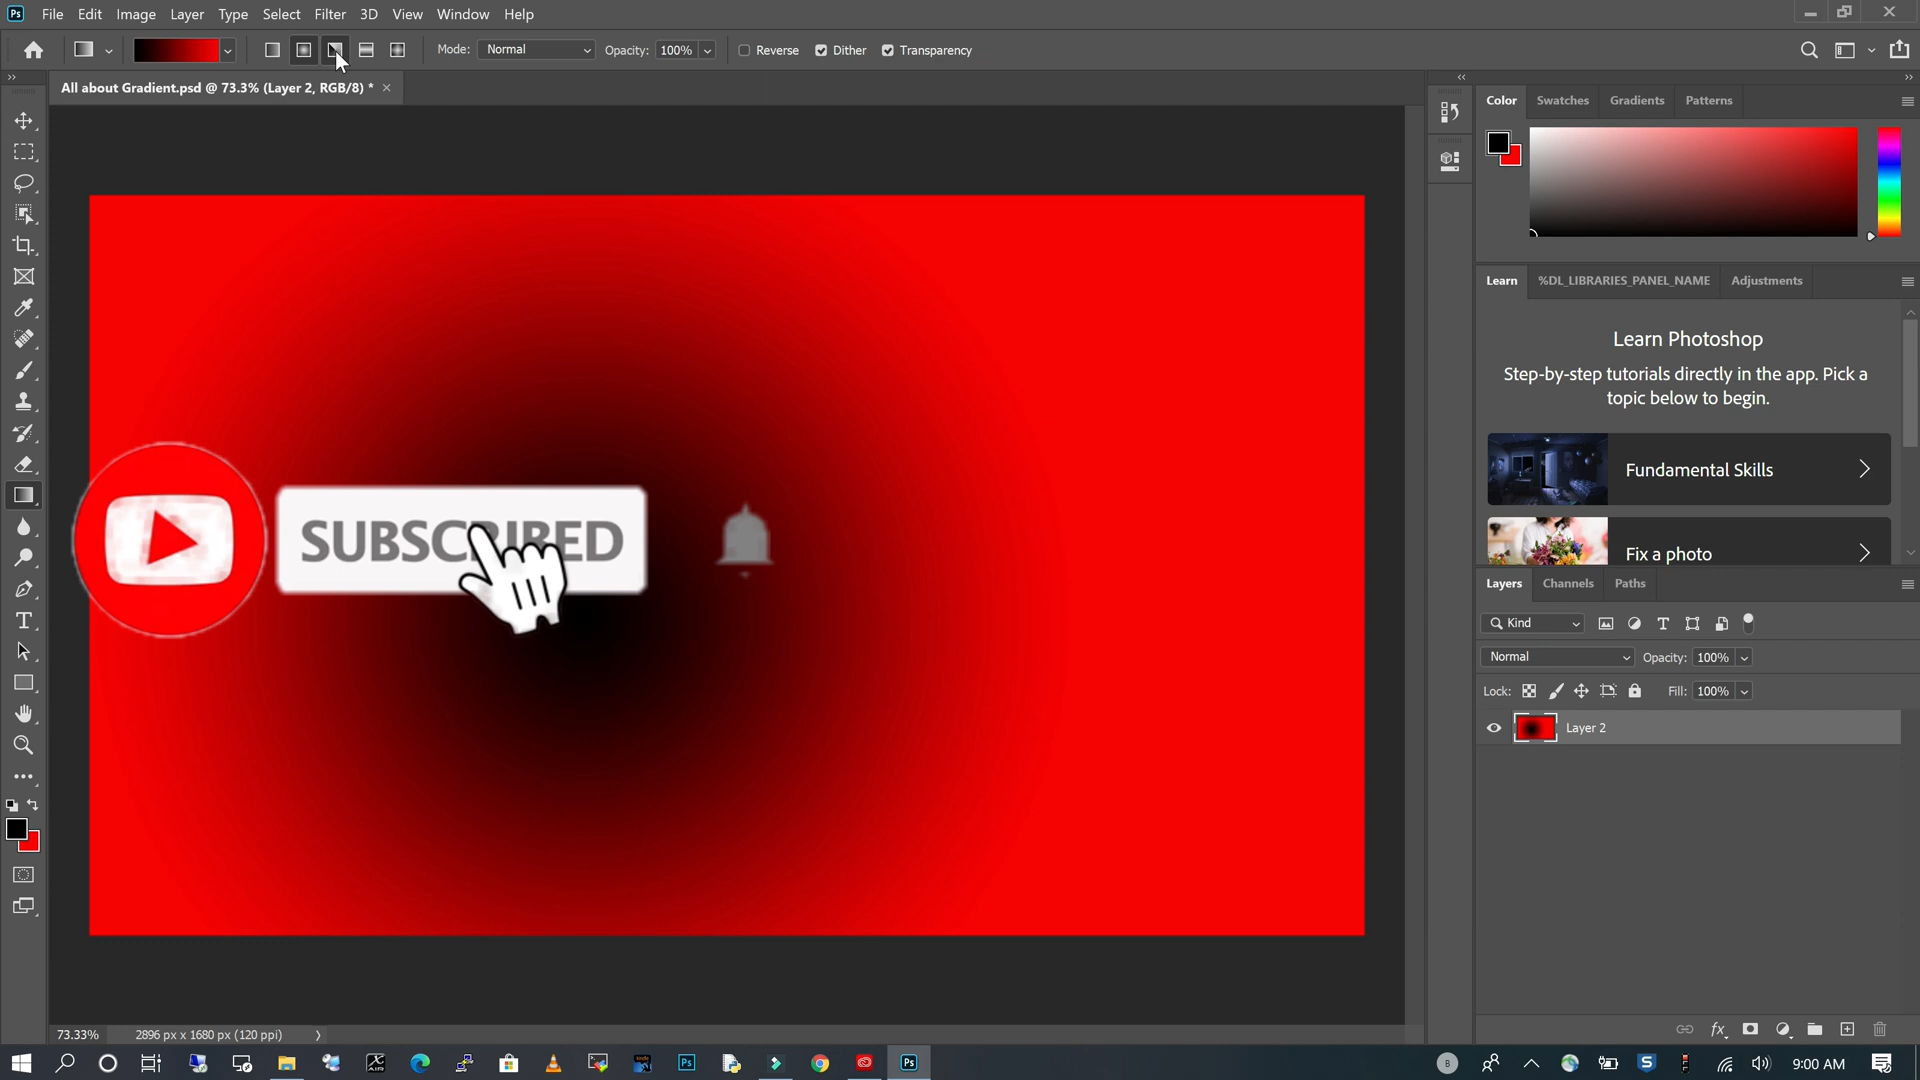 Ps File Edit Image Layer Type Select Filter 3D View Window Help
Mode: Normal Opacity: 100% Reverse Dither Transparency
All about Gradient.psd @ 73.3% (Layer 2, RGB/8) *
Color Swatches Gradients Patterns
Learn %DL_LIBRARIES_PANEL_NAME Adjustments
Learn Photoshop
Step-by-step tutorials directly in the app. Pick a
topic below to begin.
Fundamental Skills
Fix a photo
SUBSCRIBED
Layers Channels Paths
Kind
Normal Opacity: 100%
Lock: Fill: 100%
Layer 2
fx
73.33% 2896 px x 1680 px (120 ppi)
9:00 AM